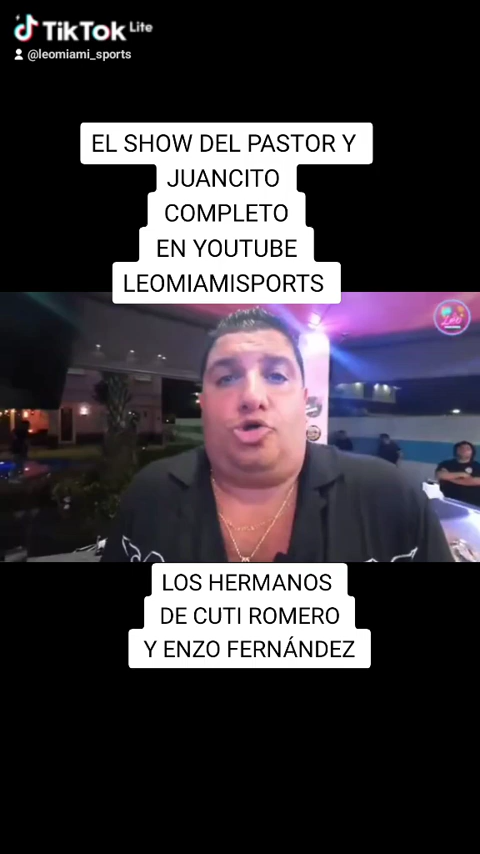 TikTok Lite
@leomiami_sports
EL SHOW DEL PASTOR Y
JUANCITO
COMPLETO
EN YOUTUBE
LEOMIAMISPORTS
LOS HERMANOS
DE CUTI ROMERO
Y ENZO FERNÁNDEZ